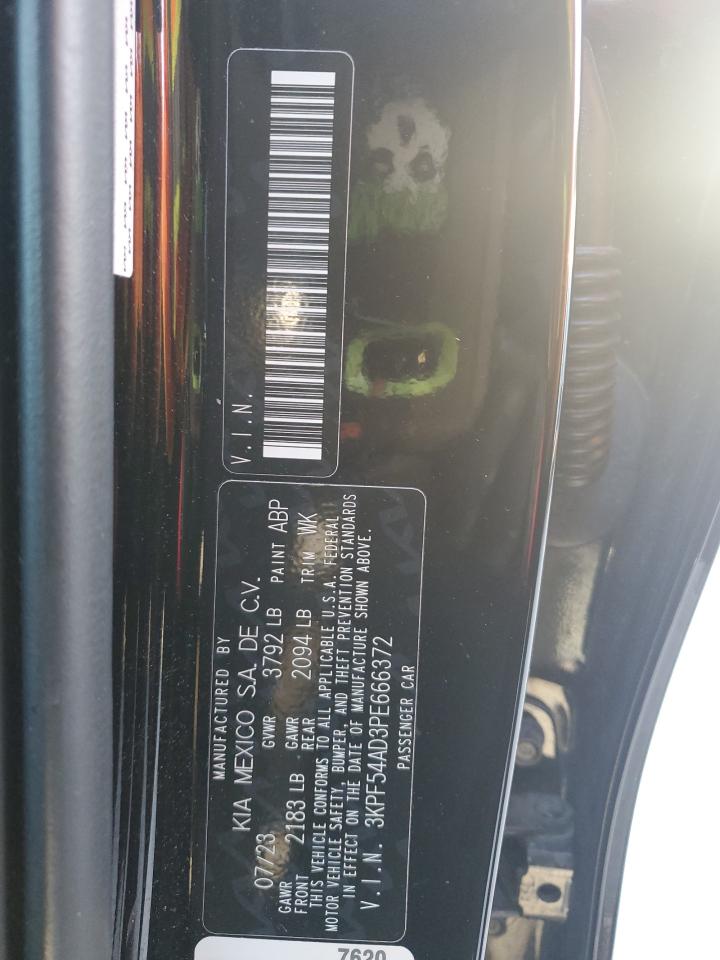 MANUFACTURED BY
KIA MEXICO S.A. DE C.V.
07/23 GVWR 3792 LB PAINT ABP
GAWR FRONT 2183 LB GAWR REAR 2094 LB TRIM WK
THIS VEHICLE CONFORMS TO ALL APPLICABLE U.S.A. FEDERAL
MOTOR VEHICLE SAFETY, BUMPER, AND THEFT PREVENTION STANDARDS
IN EFFECT ON THE DATE OF MANUFACTURE SHOWN ABOVE.
V.I.N. 3KPF54AD3PE666372
PASSENGER CAR
V.I.N.
7620